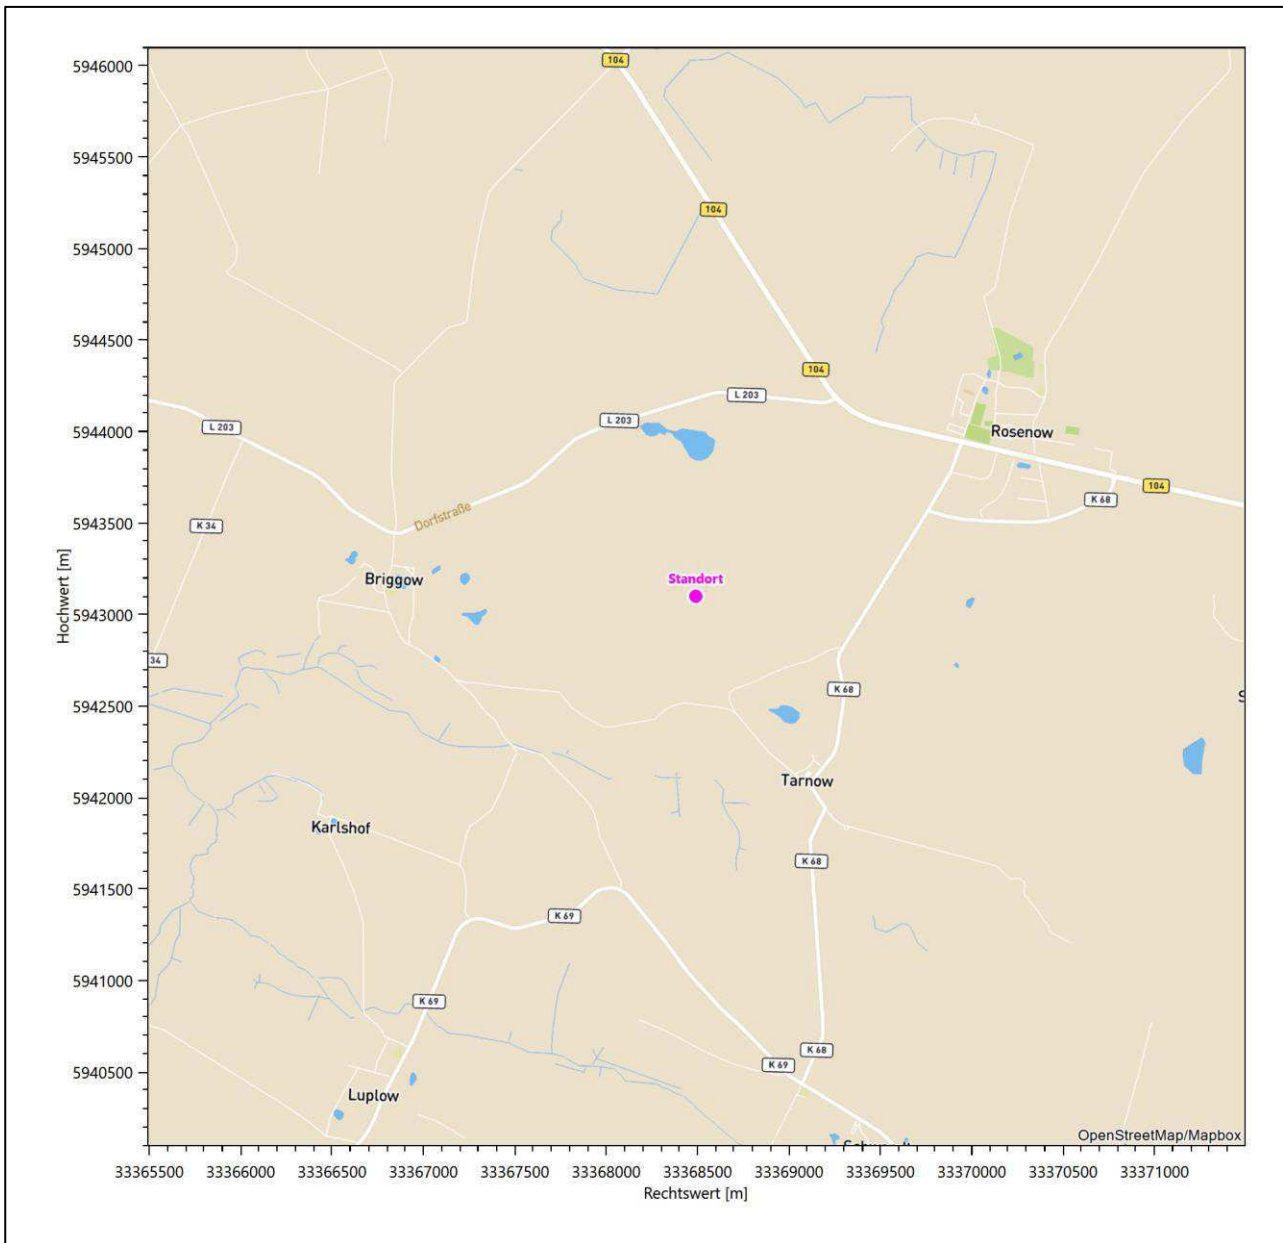 104
5946000
5945500
104
5945000
5944500
104
L 203
L 203
L 203
5944000
Rosenow
104
K 68
Dorfstraße
K 34
5943500
Hochwert [m]
Briggow
Standort
5943000
34
K 68
5942500
S
Tarnow
5942000
Karlshof
K 68
5941500
K 69
5941000
K 69
K 68
K 69
5940500
Luplow
OpenStreetMap/Mapbox
33365500 33366000 33366500 33367000 33367500 33368000 33368500 33369000 33369500 33370000 33370500 33371000
Rechtswert [m]